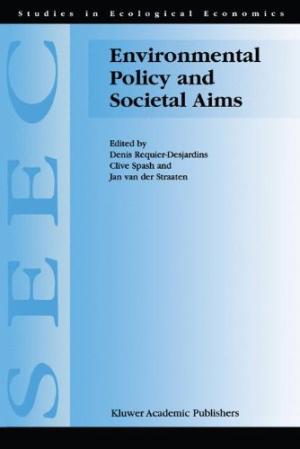 Studies in Ecological Economics
SEEC
Environmental
Policy and
Societal Aims
Edited by
Denis Requier-Desjardins
Clive Spash and
Jan van der Straaten
Kluwer Academic Publishers